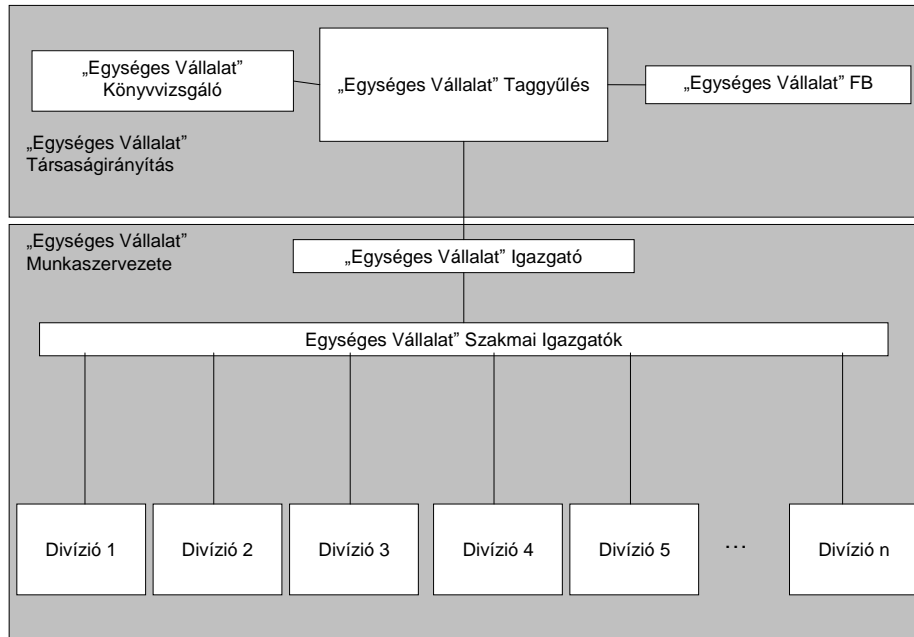 „Egységes Vállalat”
Könyvvizsgáló
„Egységes Vállalat” Taggyűlés
„Egységes Vállalat” FB
„Egységes Vállalat”
Társaságirányítás
„Egységes Vállalat”
Munkaszervezete
„Egységes Vállalat” Igazgató
Egységes Vállalat” Szakmai Igazgatók
Divízió 1
Divízió 2
Divízió 3
Divízió 4
Divízió 5
…
Divízió n